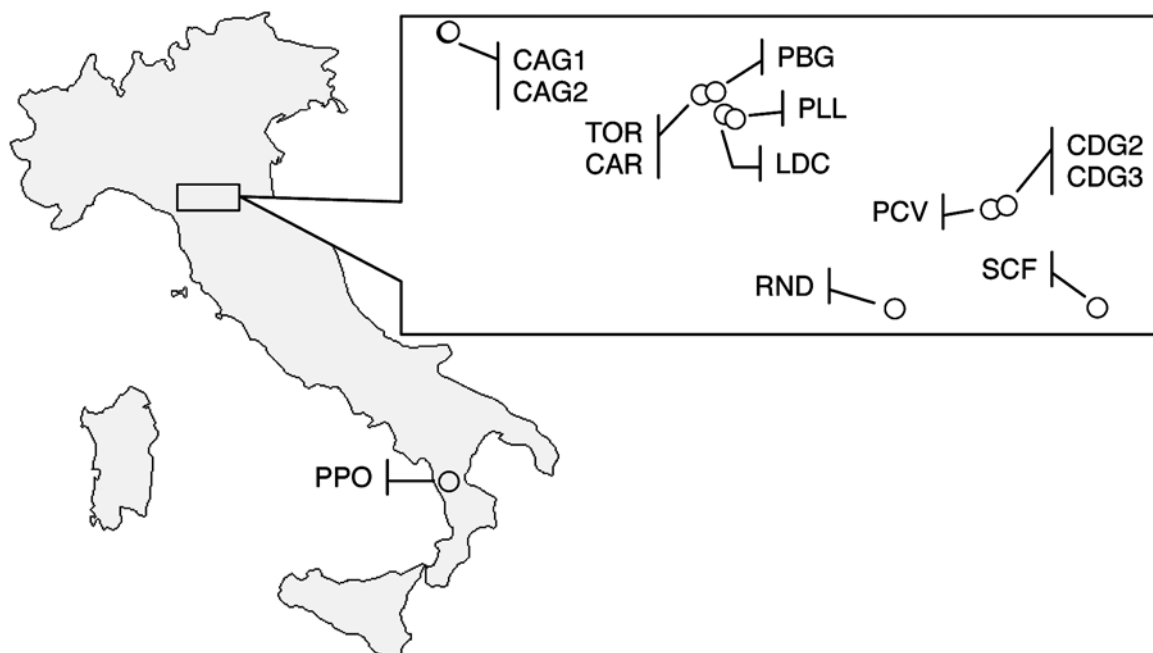 CAG1
CAG2
PBG
TOR
CAR
PLL
LDC
CDG2
CDG3
PCV
SCF
RND
PPO